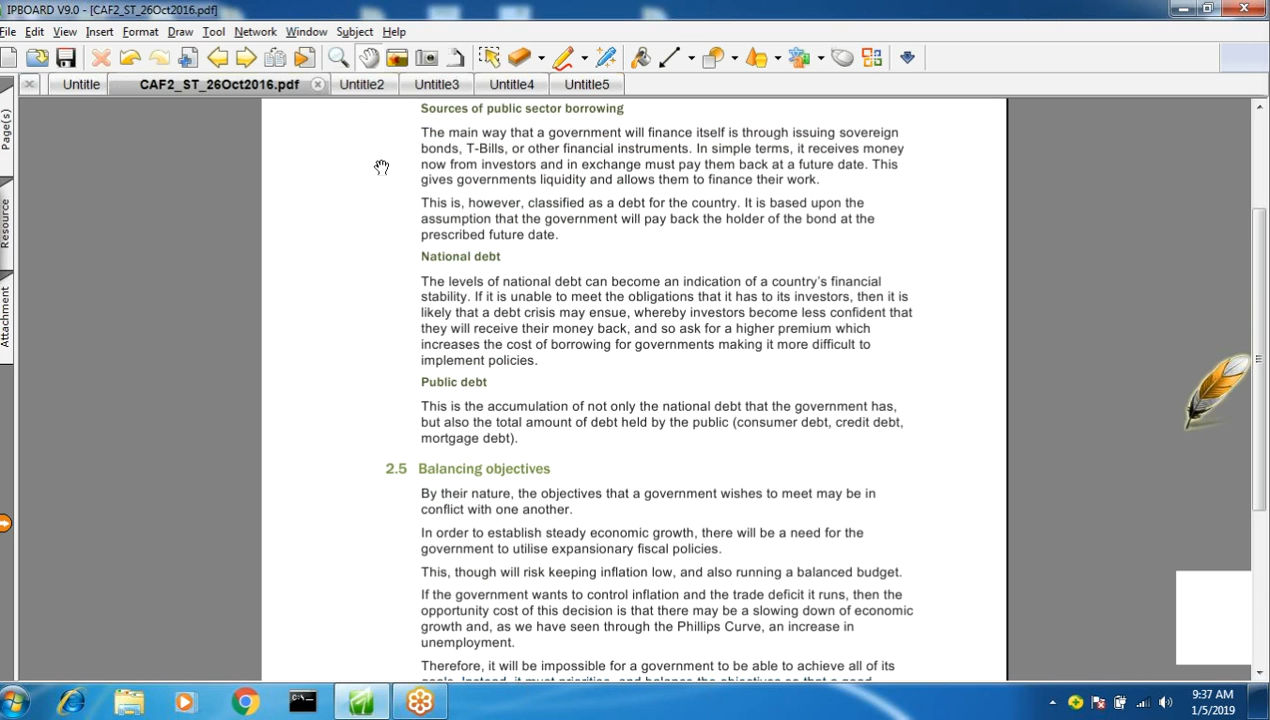 IPBOARD V9.0 - [CAF2_ST_26Oct2016.pdf]
File Edit View Insert Format Draw Tool Network Window Subject Help
Untitle CAF2_ST_26Oct2016.pdf Untitle2 Untitle3 Untitle4 Untitle5
Page(s)
Resource
Attachment
Sources of public sector borrowing
The main way that a government will finance itself is through issuing sovereign
bonds, T-Bills, or other financial instruments. In simple terms, it receives money
now from investors and in exchange must pay them back at a future date. This
gives governments liquidity and allows them to finance their work.
This is, however, classified as a debt for the country. It is based upon the
assumption that the government will pay back the holder of the bond at the
prescribed future date.
National debt
The levels of national debt can become an indication of a country's financial
stability. If it is unable to meet the obligations that it has to its investors, then it is
likely that a debt crisis may ensue, whereby investors become less confident that
they will receive their money back, and so ask for a higher premium which
increases the cost of borrowing for governments making it more difficult to
implement policies.
Public debt
This is the accumulation of not only the national debt that the government has,
but also the total amount of debt held by the public (consumer debt, credit debt,
mortgage debt).
2.5 Balancing objectives
By their nature, the objectives that a government wishes to meet may be in
conflict with one another.
In order to establish steady economic growth, there will be a need for the
government to utilise expansionary fiscal policies.
This, though will risk keeping inflation low, and also running a balanced budget.
If the government wants to control inflation and the trade deficit it runs, then the
opportunity cost of this decision is that there may be a slowing down of economic
growth and, as we have seen through the Phillips Curve, an increase in
unemployment.
Therefore, it will be impossible for a government to be able to achieve all of its
9:37 AM
1/5/2019